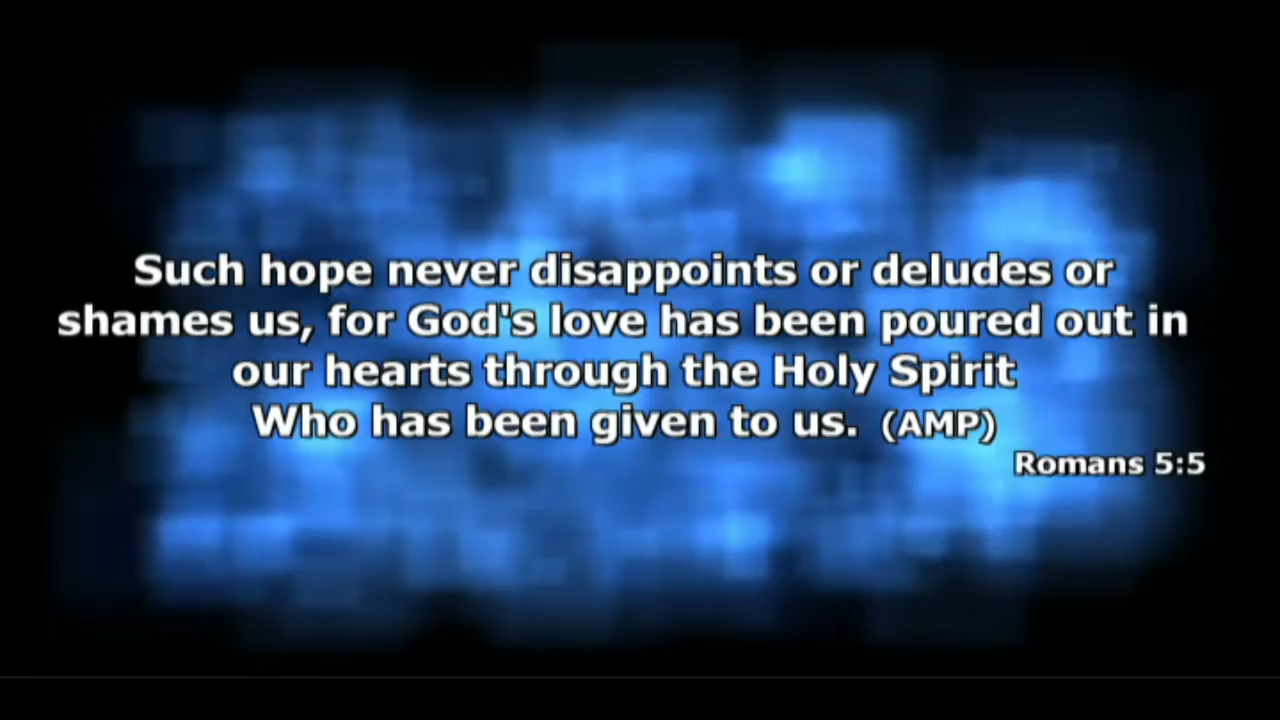 Such hope never disappoints or deludes or
shames us, for God's love has been poured out in
our hearts through the Holy Spirit
Who has been given to us. (AMP)
Romans 5:5